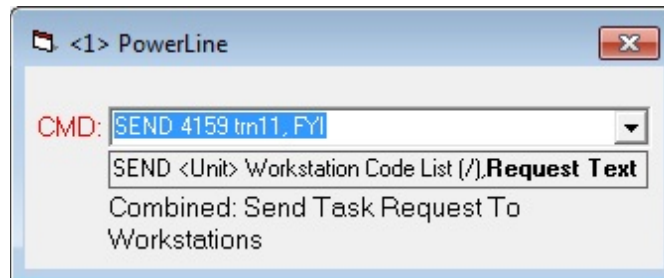 <1> PowerLine
CMD: SEND 4159 trn11, FYI
SEND <Unit> Workstation Code List (/),Request Text
Combined: Send Task Request To
Workstations